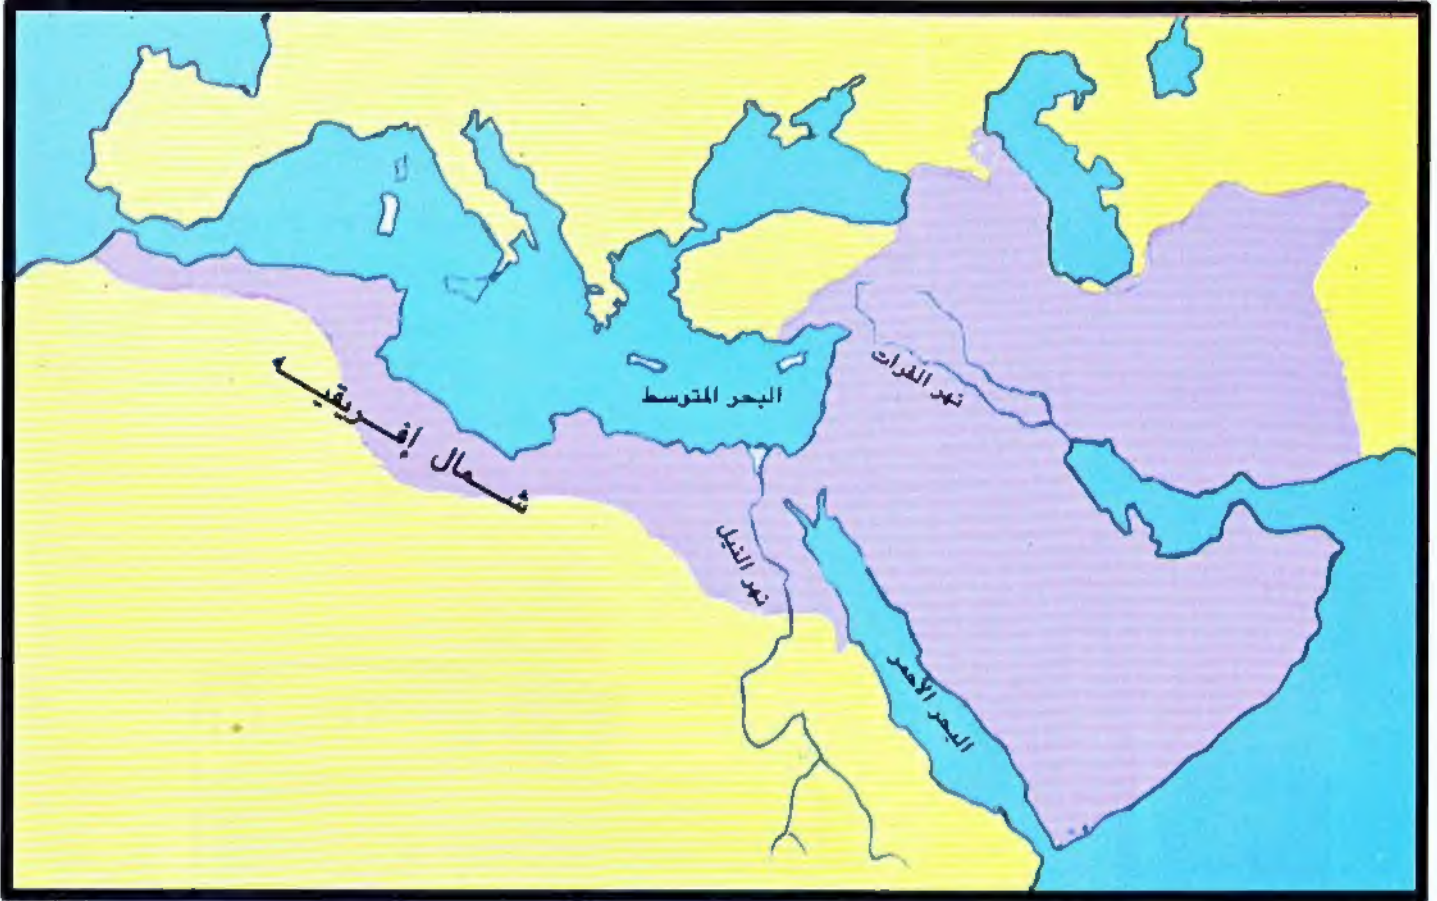 البحر المتوسط
نهر الفرات
شمال إفريقيه
نهر النيل
البحر الأحمر